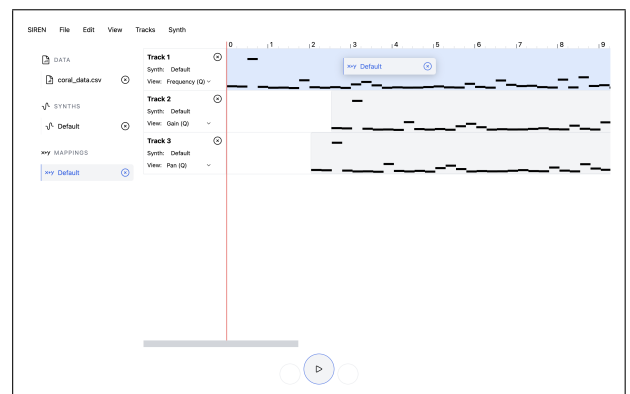 SIREN File Edit View Tracks Synth
0 1 2 3 4 5 6 7 8 9
DATA
coral_data.csv
SYNTHS
Default
x+y MAPPINGS
x+y Default
Track 1
Synth: Default
View: Frequency (Q)
Track 2
Synth: Default
View: Gain (Q)
Track 3
Synth: Default
View: Pan (Q)
x+y Default